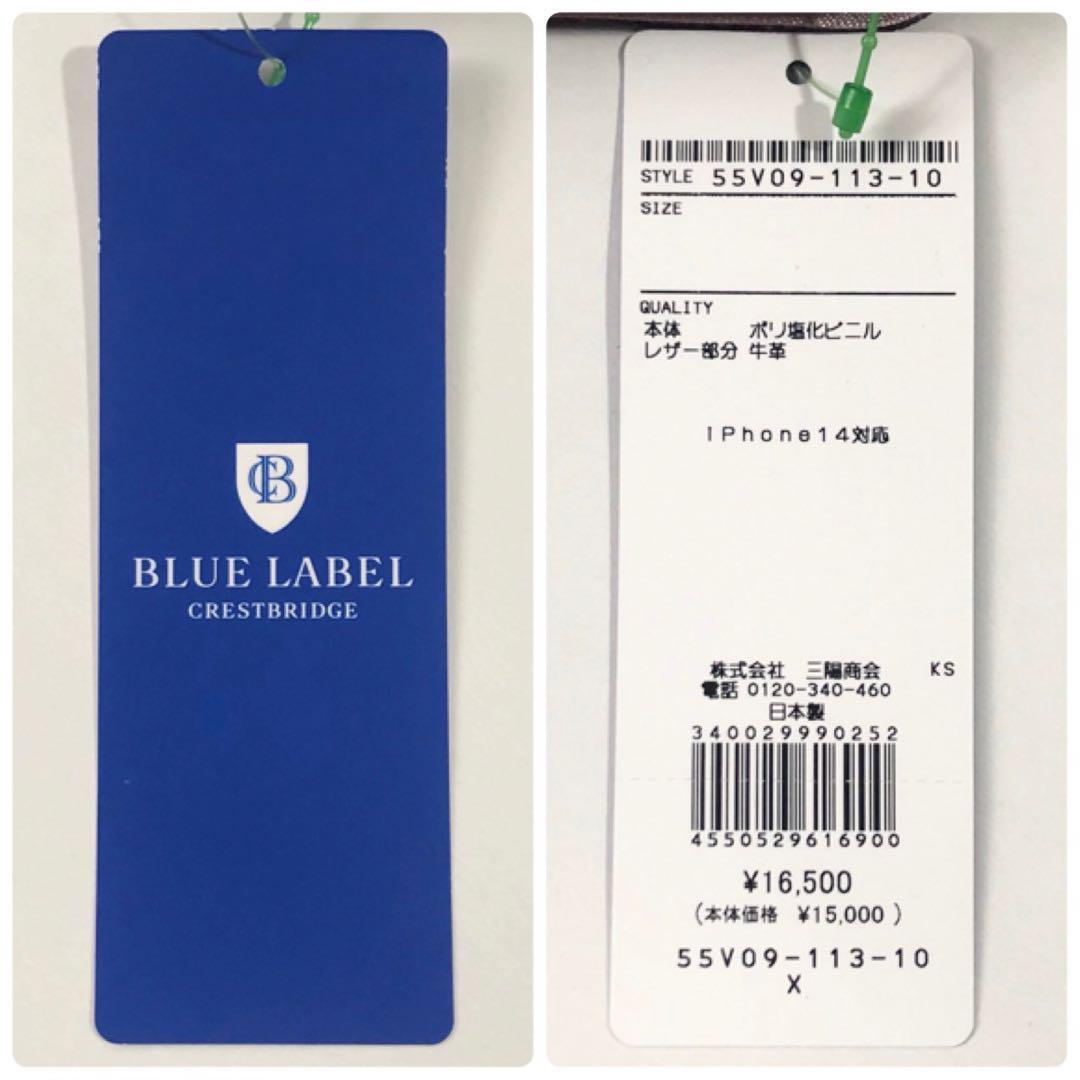 CB
BLUE LABEL
CRESTBRIDGE
STYLE 55V09-113-10
SIZE
QUALITY
本体 ポリ塩化ビニル
レザー部分 牛革
iPhone14対応
株式会社 三陽商会 KS
電話 0120-340-460
日本製
340029990252
4550529616900
¥16,500
(本体価格 ¥15,000)
55V09-113-10
X